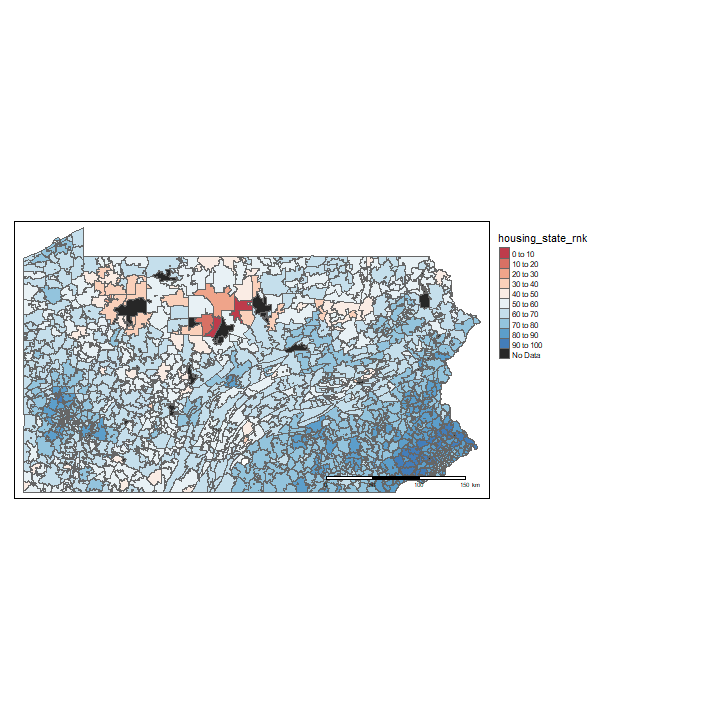 housing_state_rnk
0 to 10
10 to 20
20 to 30
30 to 40
40 to 50
50 to 60
60 to 70
70 to 80
80 to 90
90 to 100
No Data
100 150 km